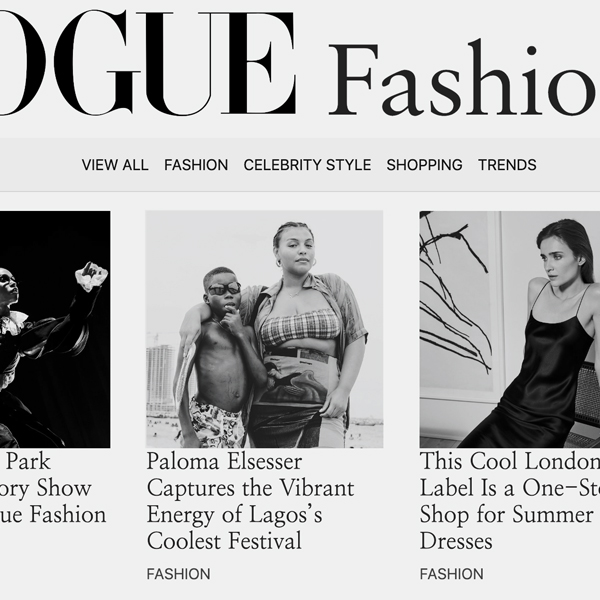 OGUE Fashio
VIEW ALL FASHION CELEBRITY STYLE SHOPPING TRENDS
Park
ory Show
ue Fashion
Paloma Elsesser
Captures the Vibrant
Energy of Lagos's
Coolest Festival
FASHION
This Cool London
Label Is a One-Sto
Shop for Summer
Dresses
FASHION